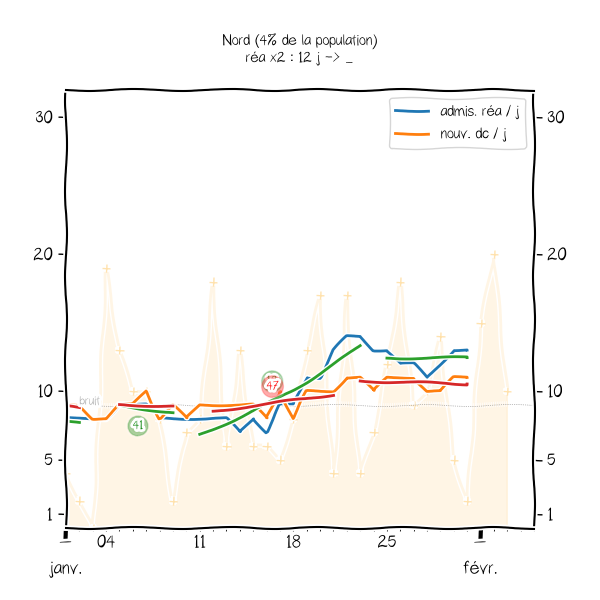 Nord (4% de la population)
réa x2 : 12 j -> _
admis. réa / j
nouv. dc / j
30
30
20
20
10
10
bruit
47
41
5
5
1
1
04
11
18
25
janv.
févr.